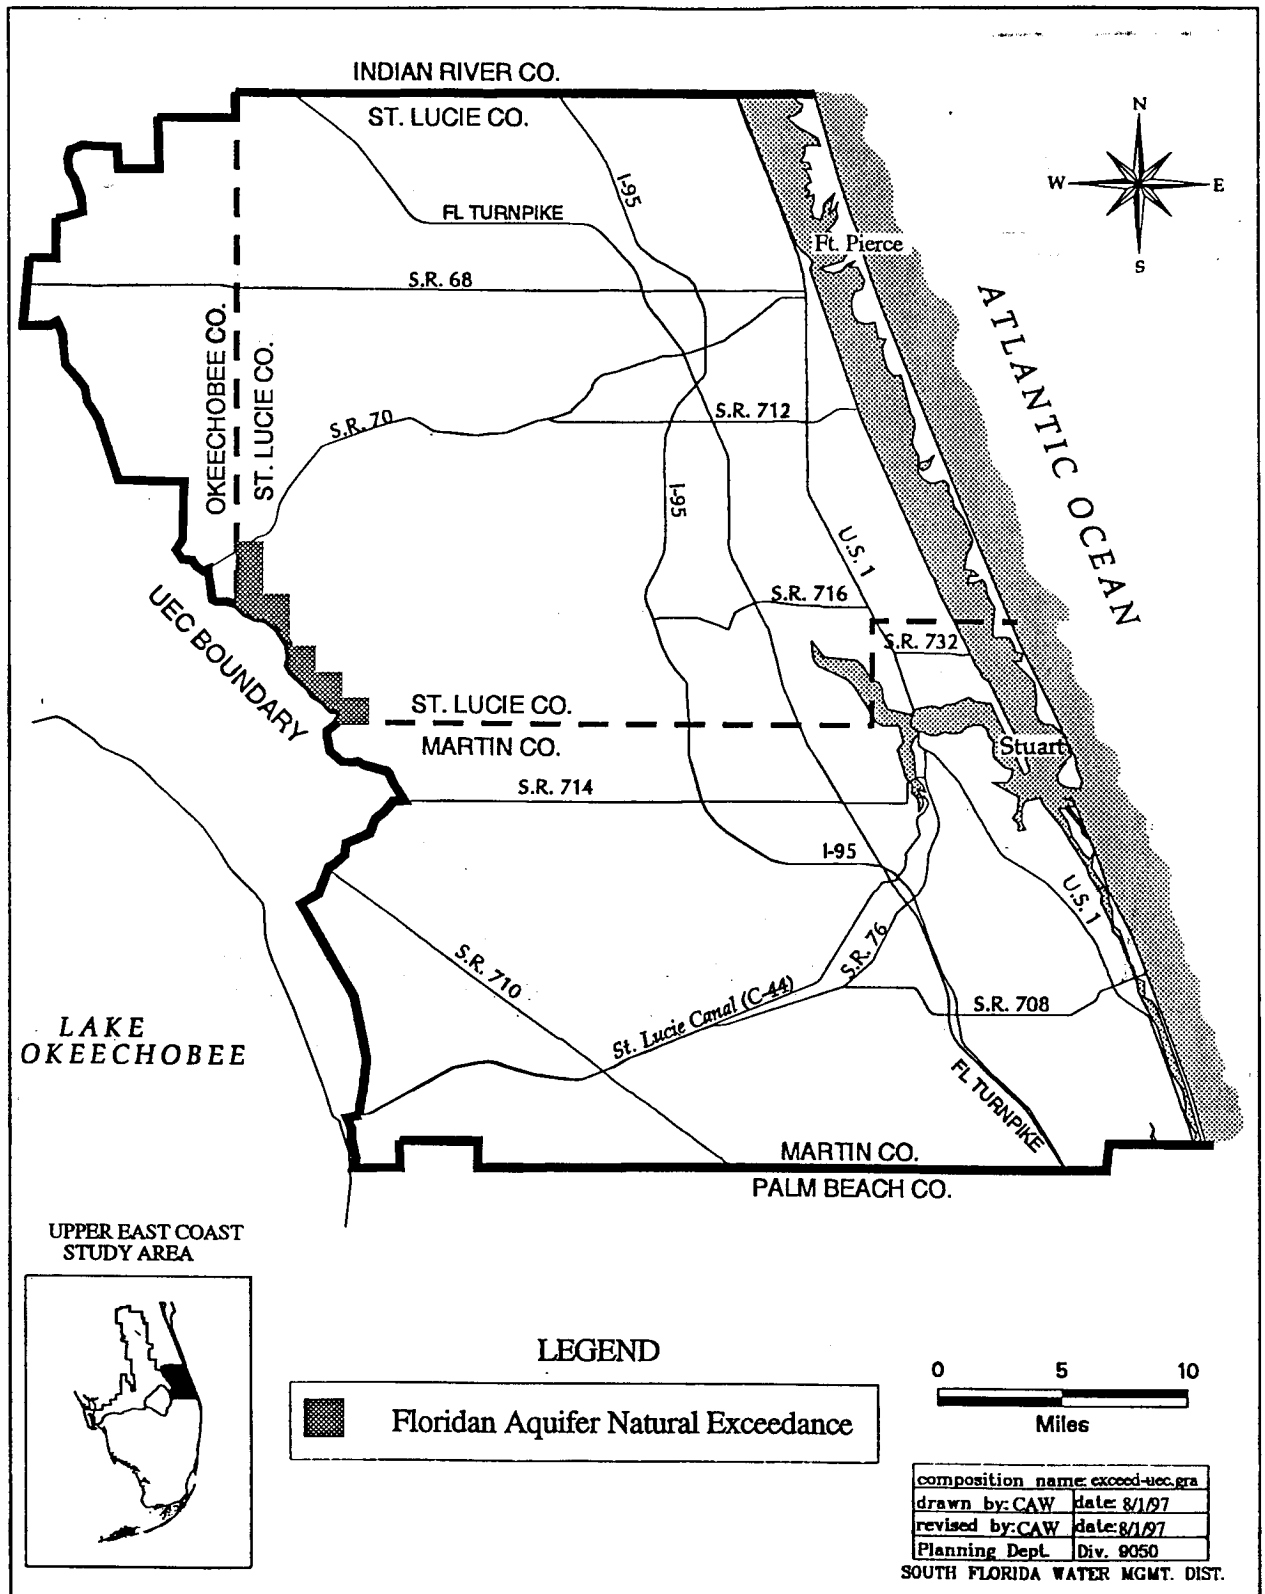 INDIAN RIVER CO.
ST. LUCIE CO.
N
W
E
S
I-95
FL TURNPIKE
Ft. Pierce
S.R. 68
ATLANTIC OCEAN
OKEECHOBEE CO.
ST. LUCIE CO.
S.R. 70
S.R. 712
I-95
U.S. 1
UEC BOUNDARY
S.R. 716
S.R. 732
ST. LUCIE CO.
MARTIN CO.
Stuart
S.R. 714
I-95
U.S. 1
S.R. 76
S.R. 710
St. Lucie Canal (C-44)
S.R. 708
LAKE
OKEECHOBEE
FL TURNPIKE
MARTIN CO.
PALM BEACH CO.
UPPER EAST COAST
STUDY AREA
LEGEND
Floridan Aquifer Natural Exceedance
0 5 10
Miles
composition name: exceed-uec.gra
drawn by: CAW date: 8/1/97
revised by: CAW date: 8/1/97
Planning Dept. Div. 9050
SOUTH FLORIDA WATER MGMT. DIST.